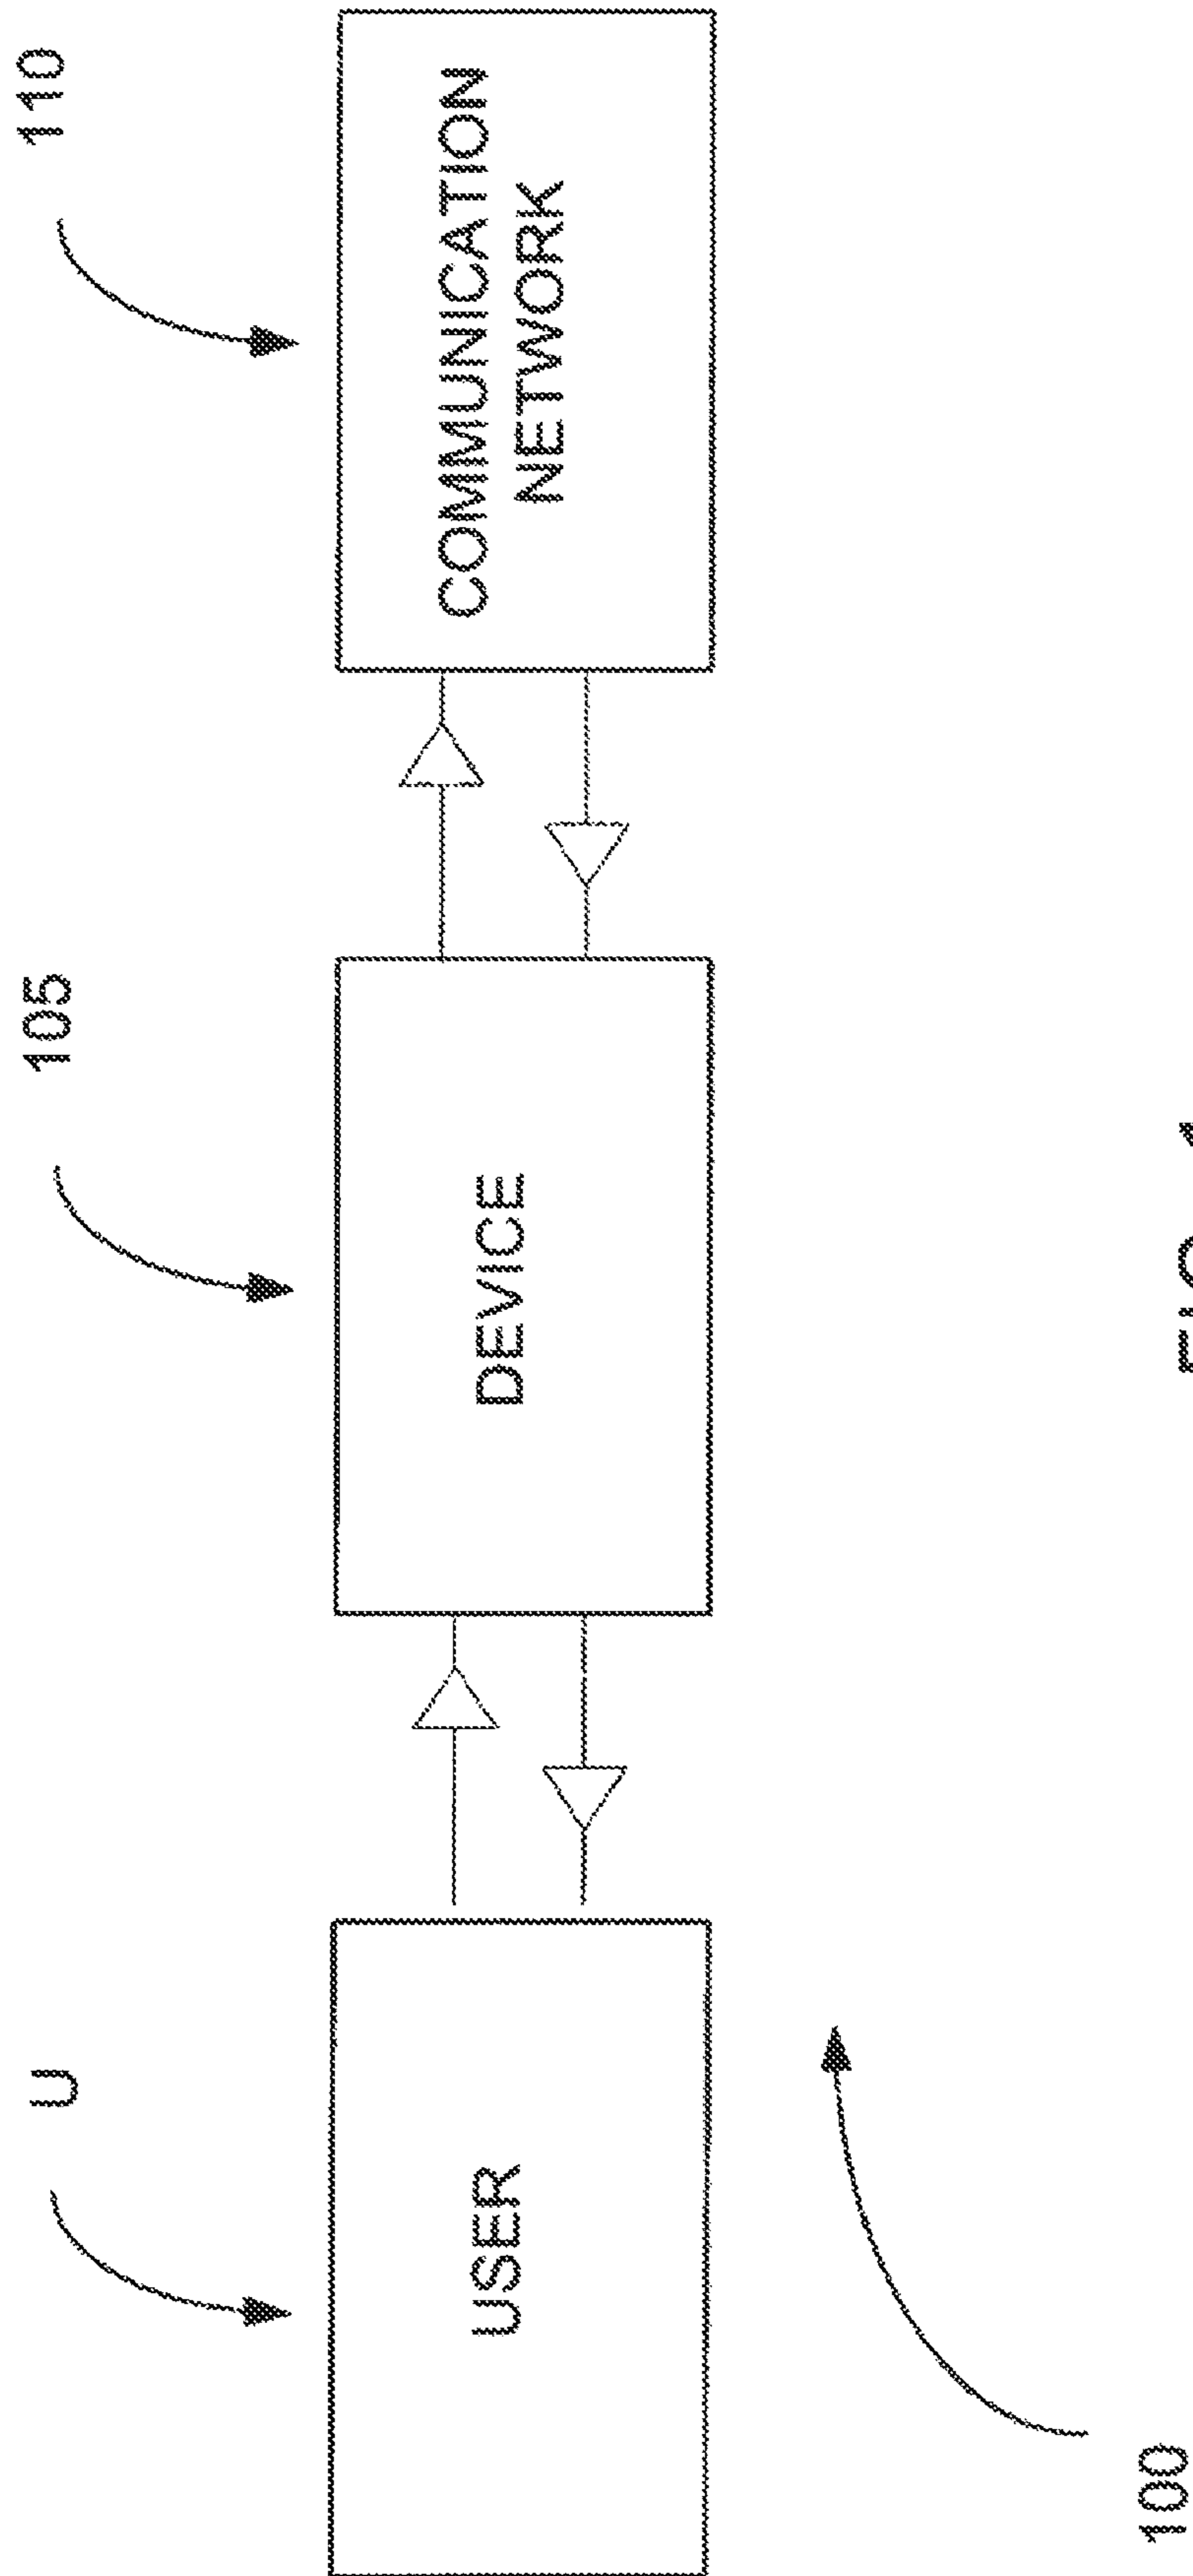 U
105
110
USER
DEVICE
COMMUNICATION
NETWORK
100